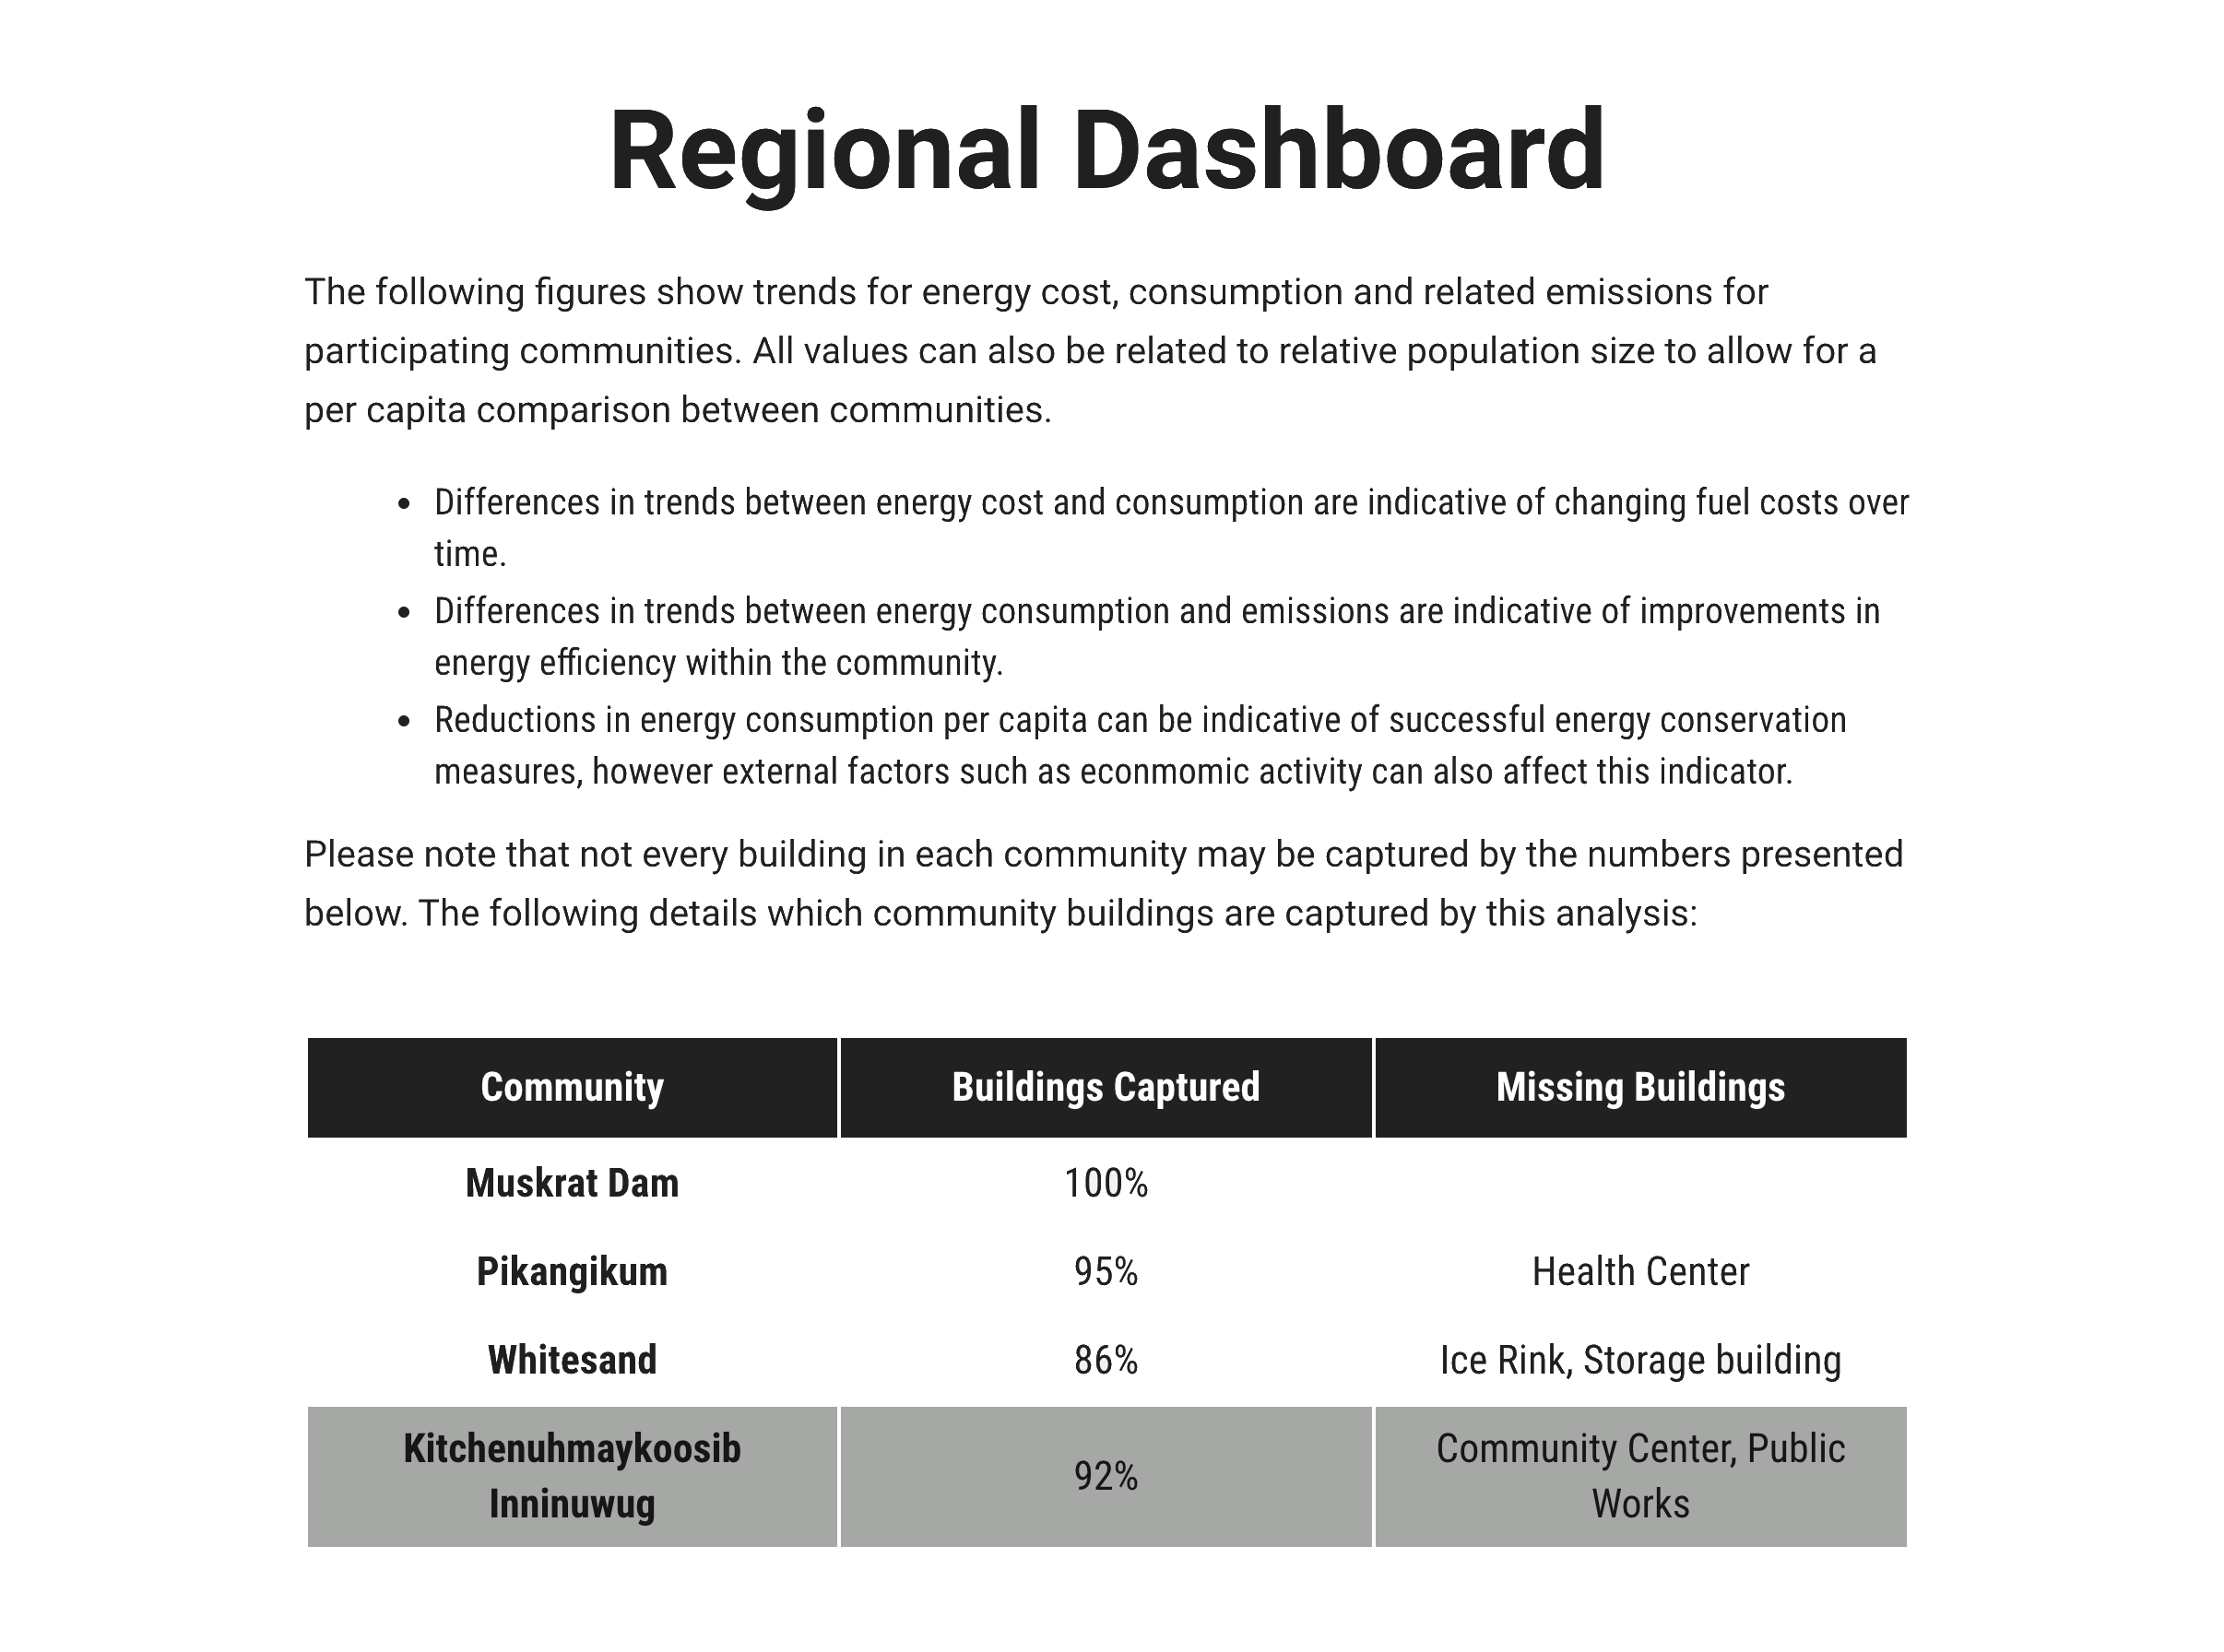 Regional Dashboard
The following figures show trends for energy cost, consumption and related emissions for
participating communities. All values can also be related to relative population size to allow for a
per capita comparison between communities.
• Differences in trends between energy cost and consumption are indicative of changing fuel costs over
time.
• Differences in trends between energy consumption and emissions are indicative of improvements in
energy efficiency within the community.
• Reductions in energy consumption per capita can be indicative of successful energy conservation
measures, however external factors such as econmomic activity can also affect this indicator.
Please note that not every building in each community may be captured by the numbers presented
below. The following details which community buildings are captured by this analysis:
Community Buildings Captured Missing Buildings
Muskrat Dam 100%
Pikangikum 95% Health Center
Whitesand 86% Ice Rink, Storage building
Kitchenuhmaykoosib
Inninuwug
92%
Community Center, Public
Works